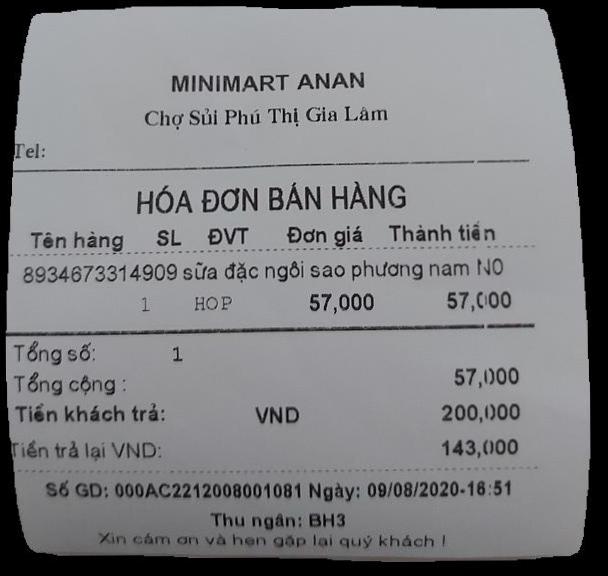 MINIMART ANAN
Chợ Sủi Phú Thị Gia Lâm
Tel:
HÓA ĐƠN BÁN HÀNG
Tên hàng SL ĐVT Đơn giá Thành tiền
8934673314909 sữa đặc ngôi sao phương nam N0
1 HOP 57,000 57,000
Tổng số: 1
Tổng cộng : 57,000
Tiền khách trả: VND 200,000
Tiền trả lại VND: 143,000
Số GD: 000AC2212008001081 Ngày: 09/08/2020-16:51
Thu ngân: BH3
Xin cám ơn và hẹn gặp lại quý khách !